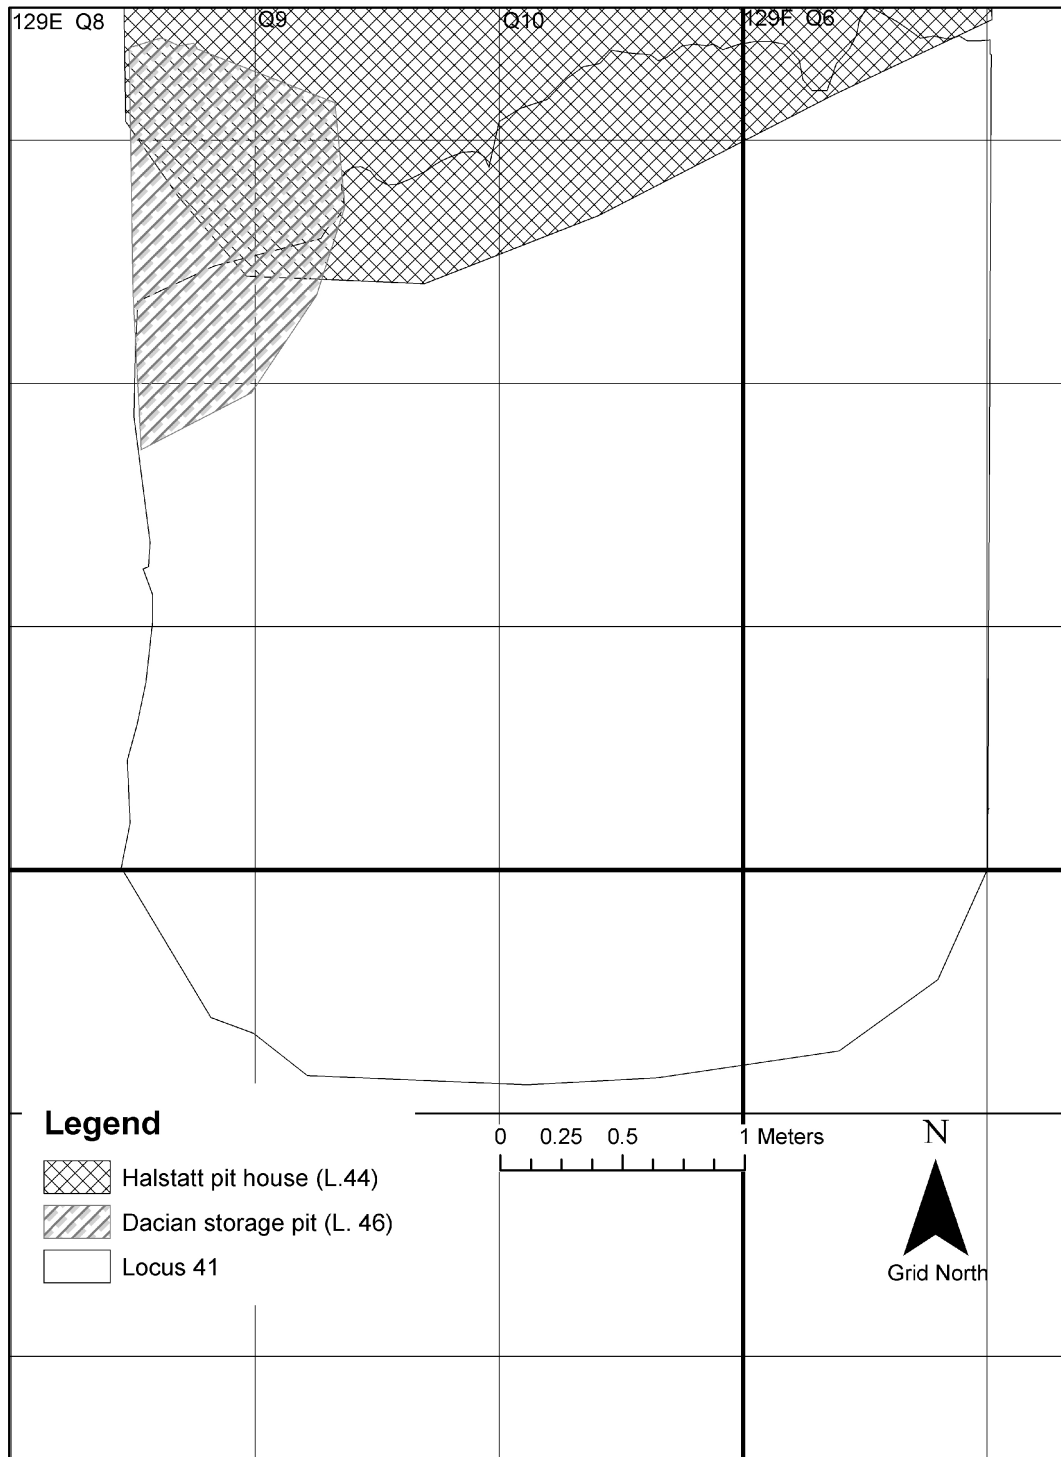 129E Q8 Q9 Q10 129F Q6
Legend
Halstatt pit house (L.44)
Dacian storage pit (L. 46)
Locus 41
0 0.25 0.5 1 Meters
N
Grid North